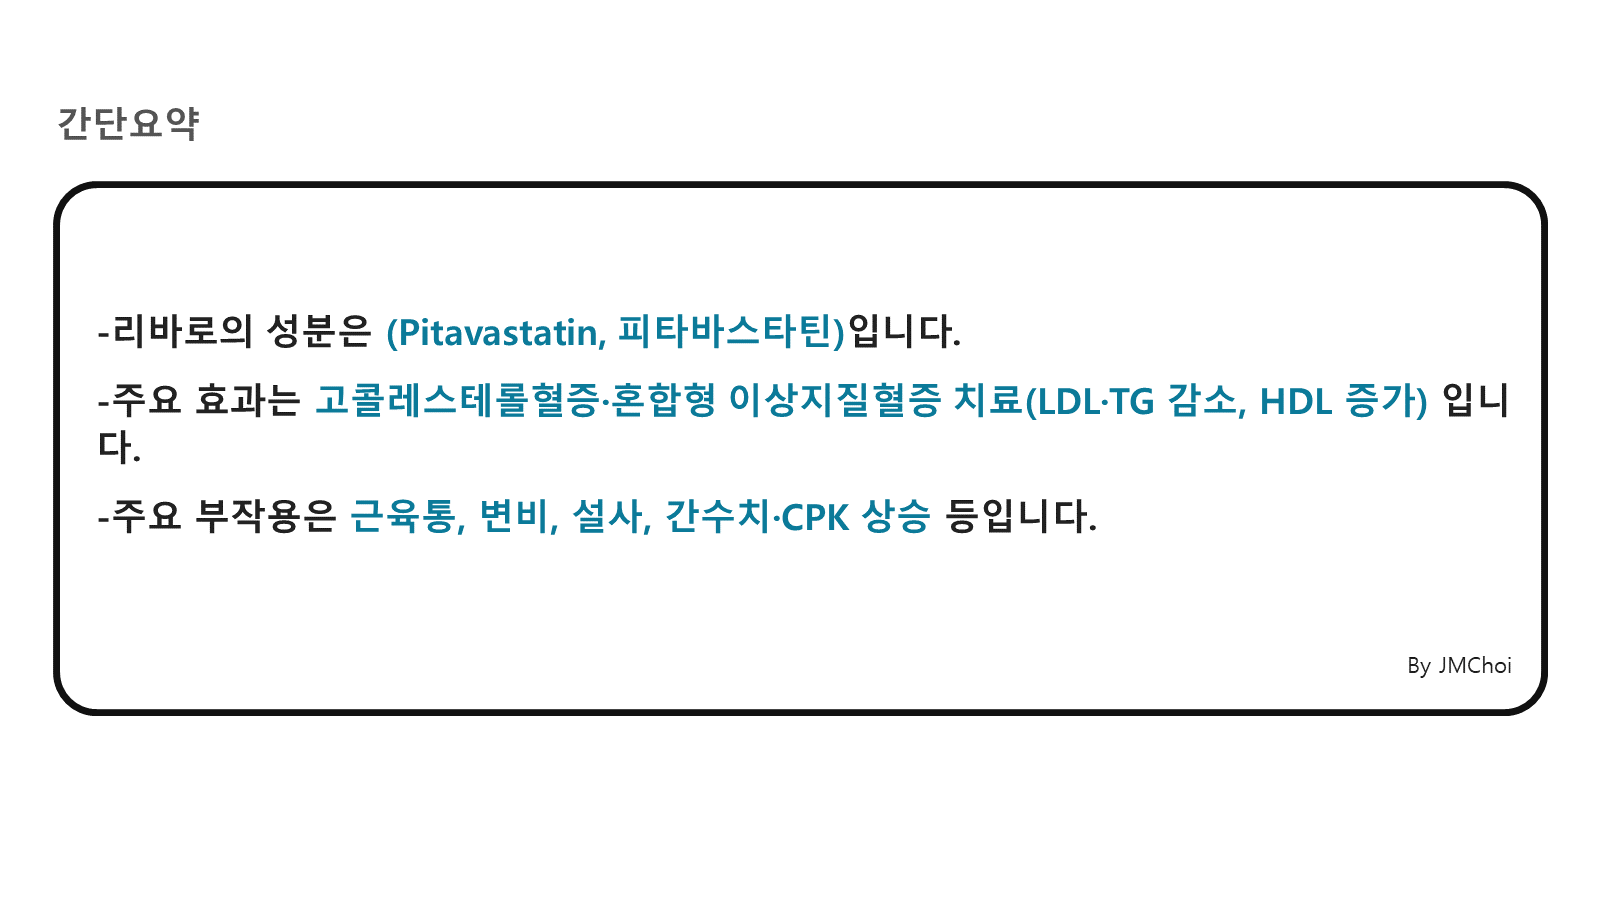 간단요약
-리바로의 성분은 (Pitavastatin, 피타바스타틴)입니다.
-주요 효과는 고콜레스테롤혈증·혼합형 이상지질혈증 치료(LDL·TG 감소, HDL 증가) 입니
다.
-주요 부작용은 근육통, 변비, 설사, 간수치·CPK 상승 등입니다.
By JMChoi